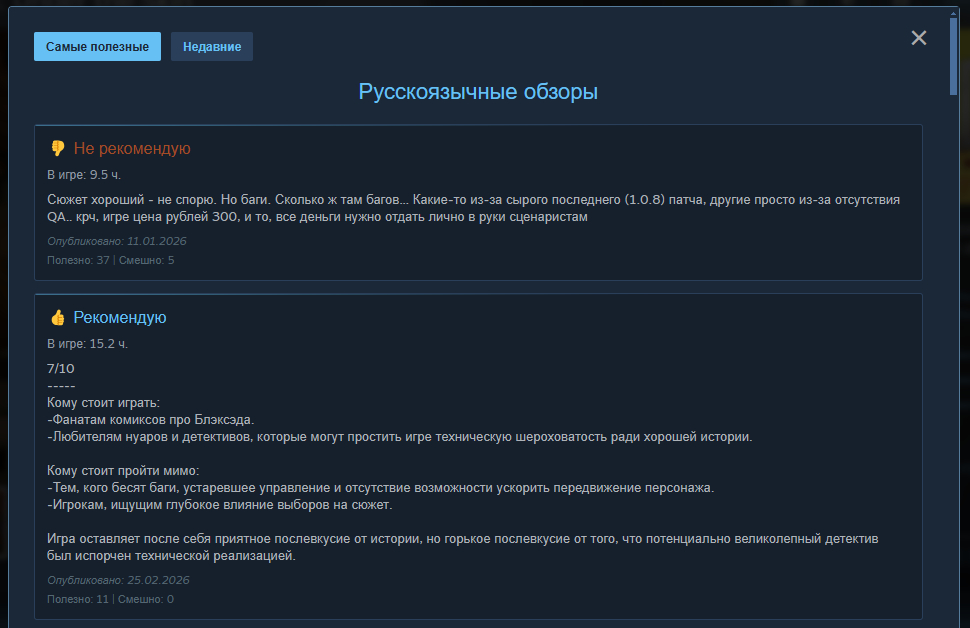 Самые полезные
Недавние
Русскоязычные обзоры
Не рекомендую
В игре: 9.5 ч.
Сюжет хороший - не спорю. Но баги. Сколько ж там багов... Какие-то из-за сырого последнего (1.0.8) патча, другие просто из-за отсутствия
QA.. крч, игре цена рублей 300, и то, все деньги нужно отдать лично в руки сценаристам
Опубликовано: 11.01.2026
Полезно: 37 | Смешно: 5
Рекомендую
В игре: 15.2 ч.
7/10
-----
Кому стоит играть:
-Фанатам комиксов про Блэксэда.
-Любителям нуаров и детективов, которые могут простить игре техническую шероховатость ради хорошей истории.
Кому стоит пройти мимо:
-Тем, кого бесят баги, устаревшее управление и отсутствие возможности ускорить передвижение персонажа.
-Игрокам, ищущим глубокое влияние выборов на сюжет.
Игра оставляет после себя приятное послевкусие от истории, но горькое послевкусие от того, что потенциально великолепный детектив
был испорчен технической реализацией.
Опубликовано: 25.02.2026
Полезно: 11 | Смешно: 0